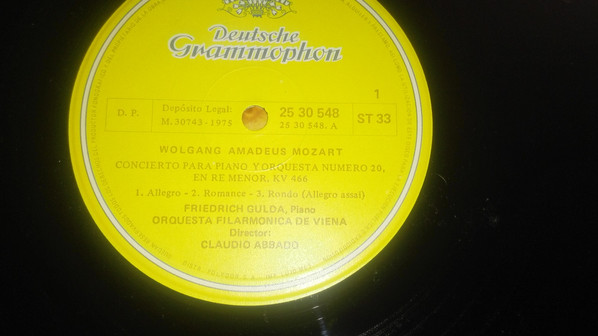 Deutsche
Grammophon
1
D. P.
Depósito Legal:
M. 30743-1975
25 30 548
25 30 548. A
ST 33
WOLGANG AMADEUS MOZART
CONCIERTO PARA PIANO Y ORQUESTA NUMERO 20,
EN RE MENOR, KV 466
1. Allegro - 2. Romance - 3. Rondo (Allegro assai)
FRIEDRICH GULDA, Piano
ORQUESTA FILARMONICA DE VIENA
Director:
CLAUDIO ABBADO